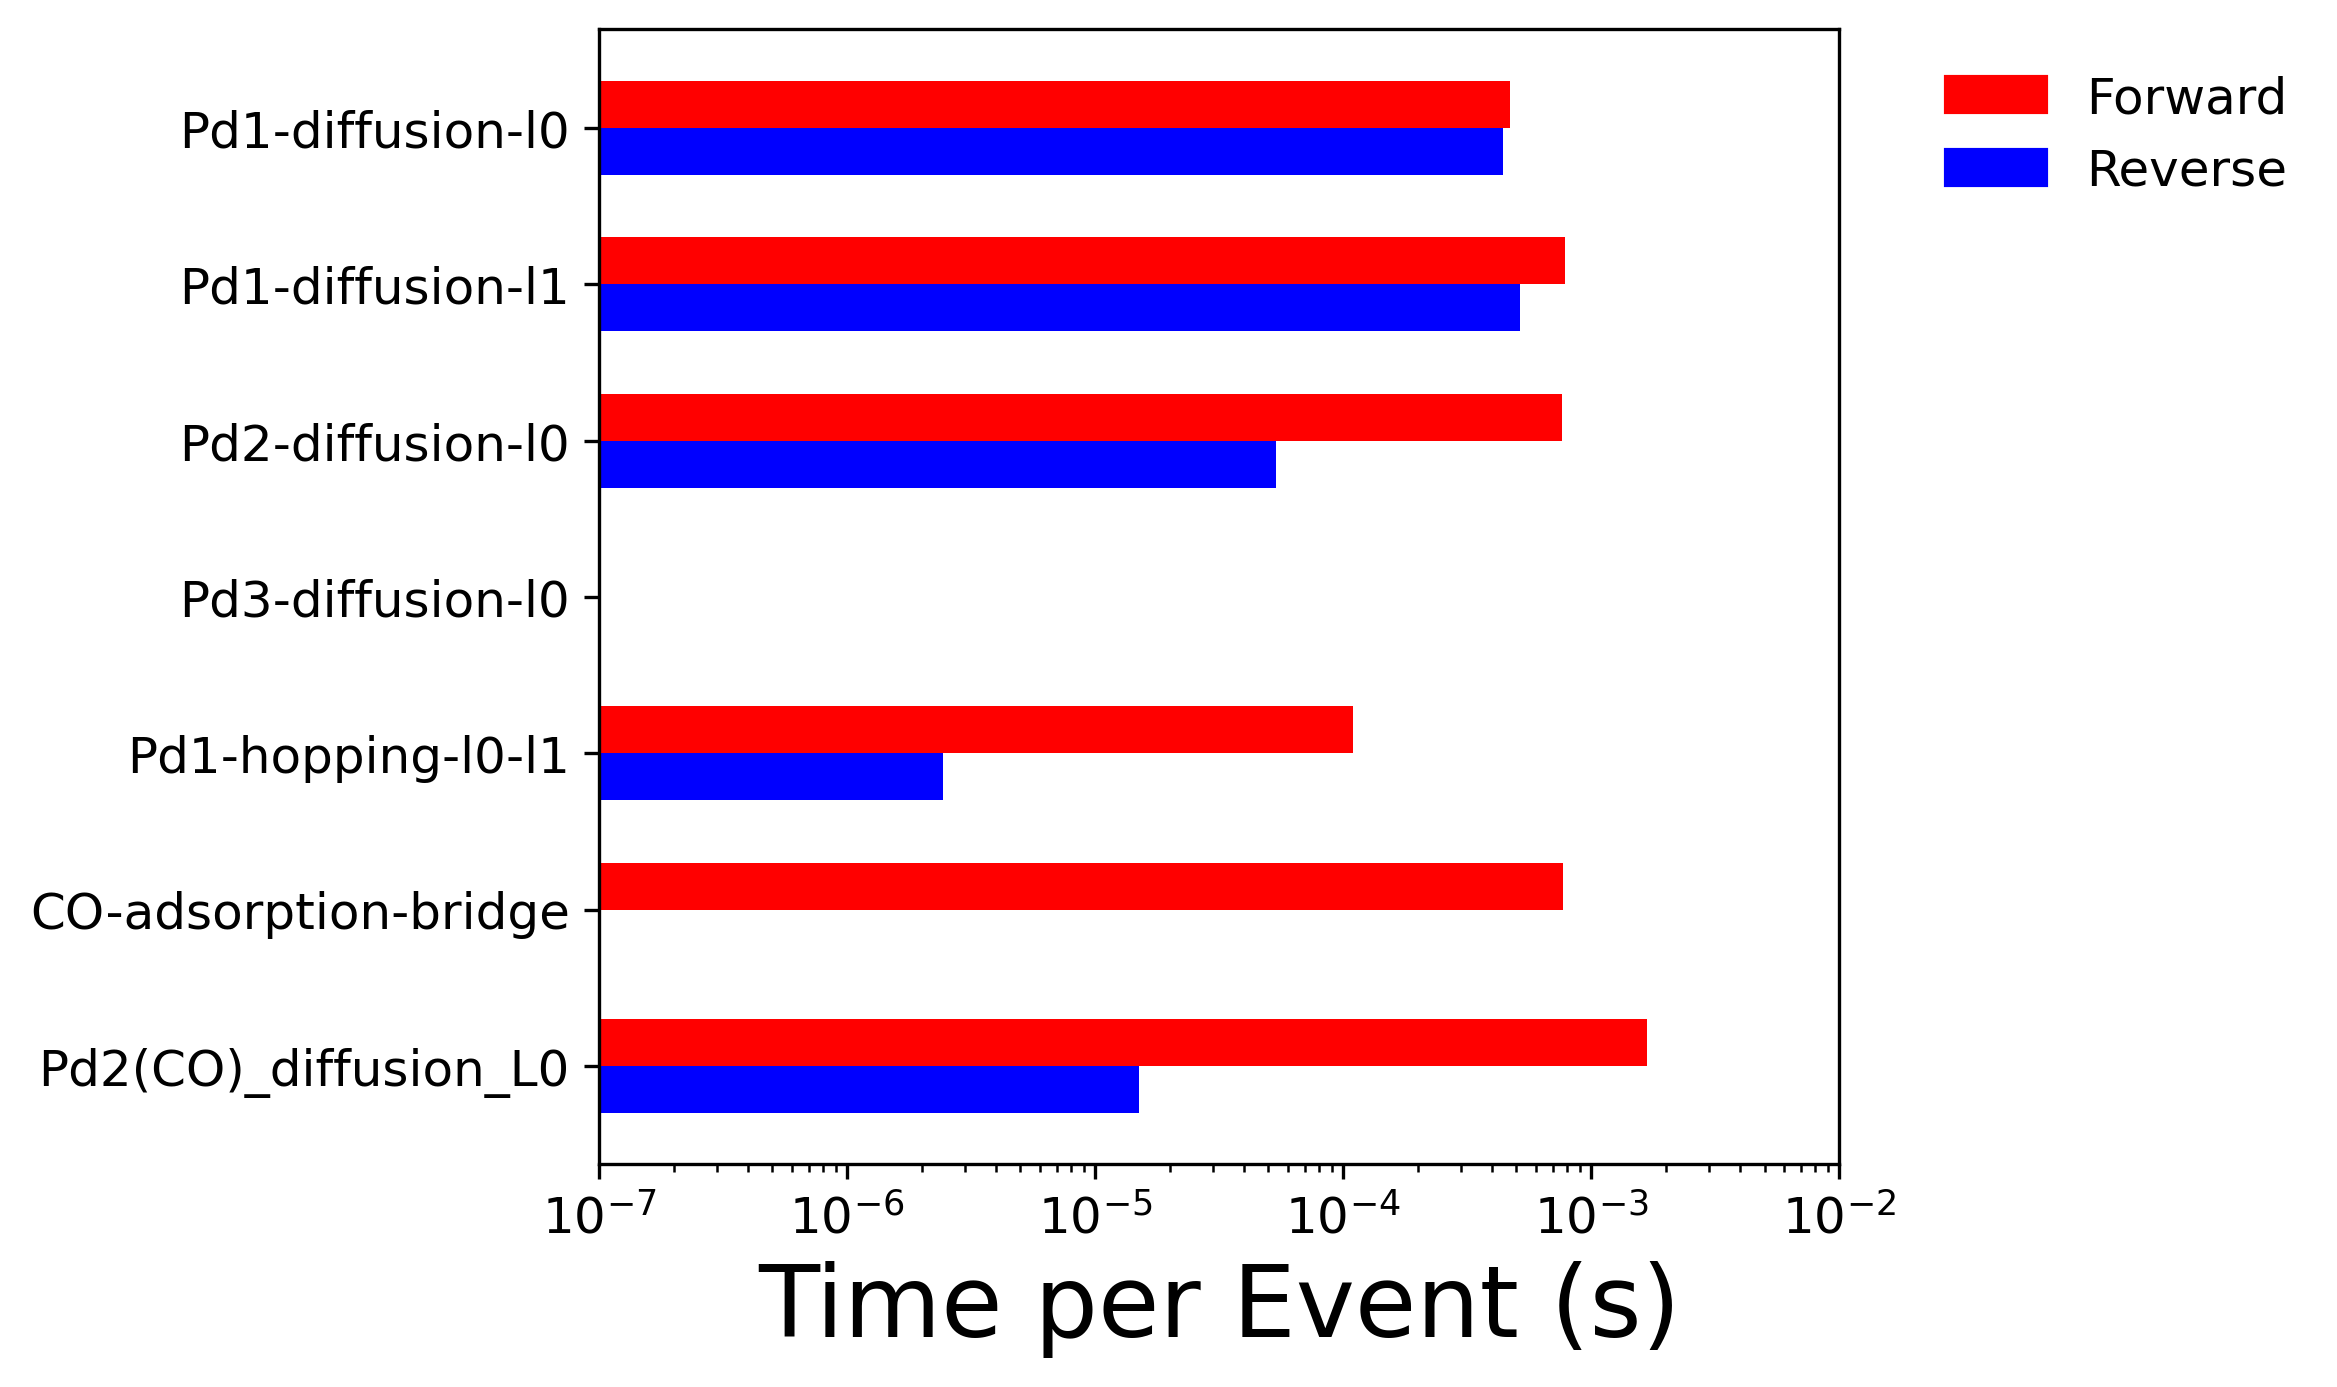 Pd1-diffusion-l0
Pd1-diffusion-l1
Pd2-diffusion-l0
Pd3-diffusion-l0
Pd1-hopping-l0-l1
CO-adsorption-bridge
Pd2(CO)_diffusion_L0
10⁻⁷ 10⁻⁶ 10⁻⁵ 10⁻⁴ 10⁻³ 10⁻²
Time per Event (s)
Forward
Reverse